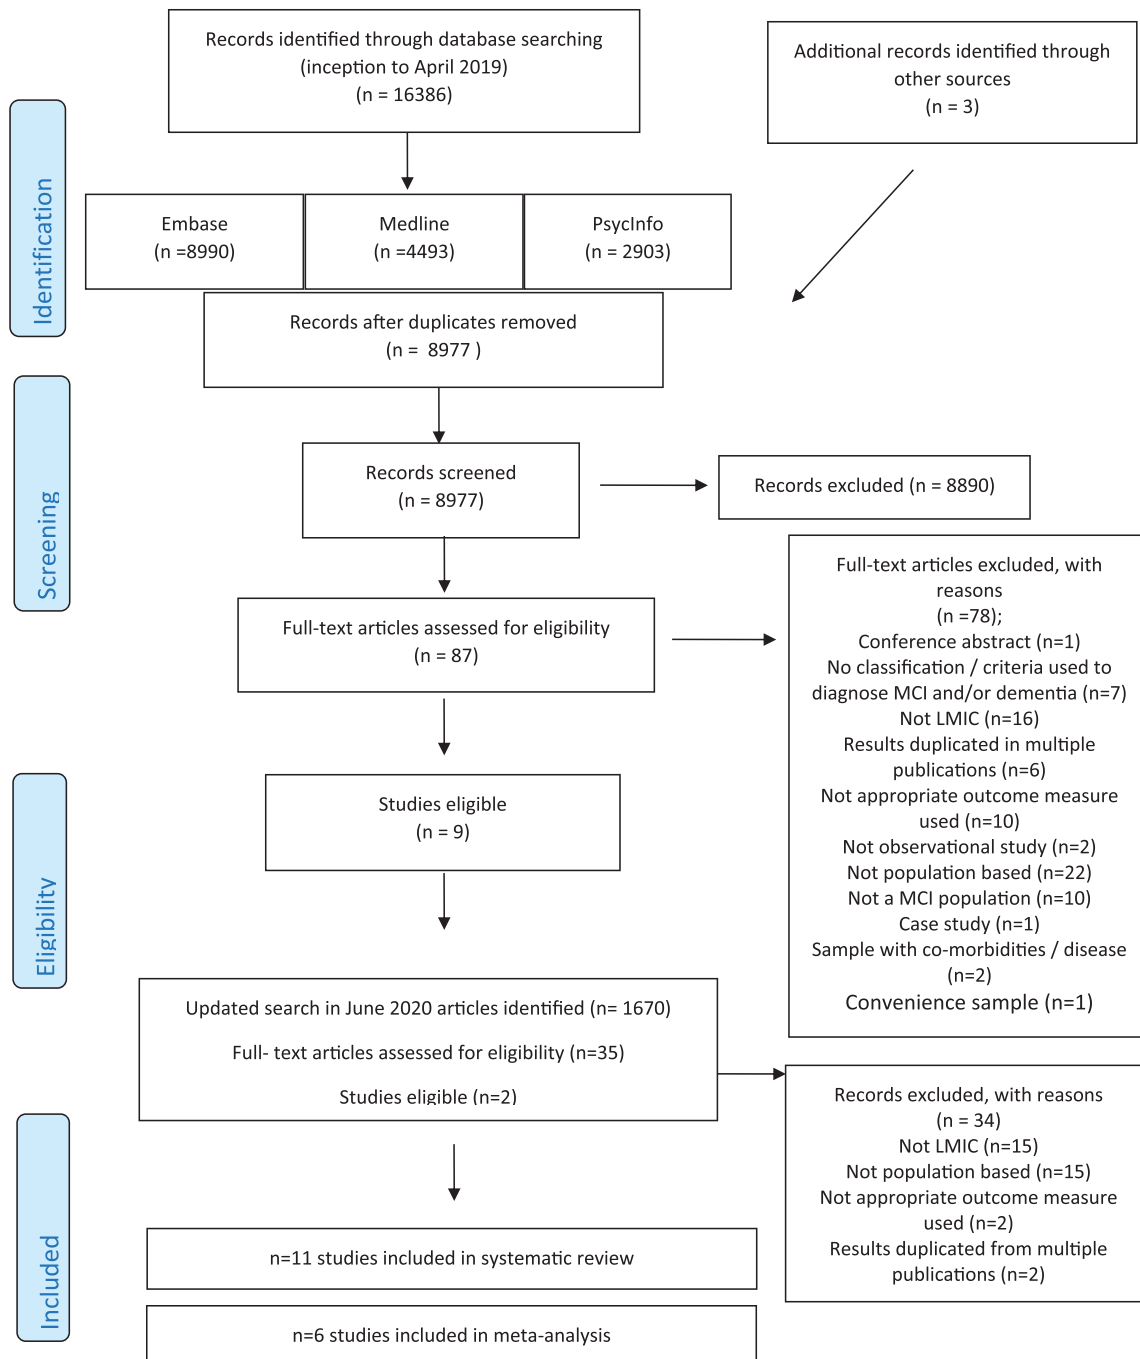 Records identified through database searching
(inception to April 2019)
(n = 16386)
Additional records identified through
other sources
(n = 3)
Identification
Embase
(n =8990)
Medline
(n =4493)
PsycInfo
(n = 2903)
Records after duplicates removed
(n =  8977 )
Screening
Records screened
(n = 8977)
Records excluded (n = 8890)
Full-text articles assessed for eligibility
(n = 87)
Full-text articles excluded, with
reasons
(n =78);
Conference abstract (n=1)
No classification / criteria used to
diagnose MCI and/or dementia (n=7)
Not LMIC (n=16)
Results duplicated in multiple
publications (n=6)
Not appropriate outcome measure
used (n=10)
Not observational study (n=2)
Not population based (n=22)
Not a MCI population (n=10)
Case study (n=1)
Sample with co-morbidities / disease
(n=2)
Convenience sample (n=1)
Eligibility
Studies eligible
(n = 9)
Updated search in June 2020 articles identified (n= 1670)
Full- text articles assessed for eligibility (n=35)
Studies eligible (n=2)
Records excluded, with reasons
(n = 34)
Not LMIC (n=15)
Not population based (n=15)
Not appropriate outcome measure
used (n=2)
Results duplicated from multiple
publications (n=2)
Included
n=11 studies included in systematic review
n=6 studies included in meta-analysis